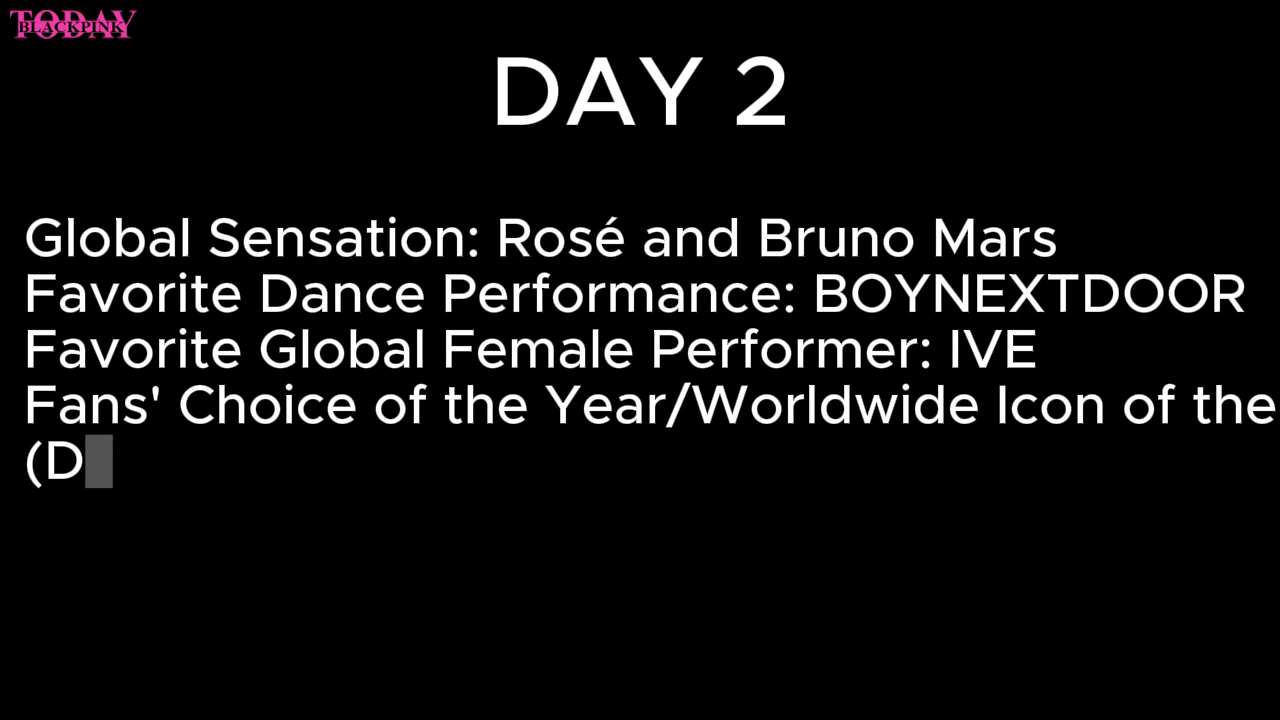 TODAY
BLACKPINK
DAY 2
Global Sensation: Rosé and Bruno Mars
Favorite Dance Performance: BOYNEXTDOOR
Favorite Global Female Performer: IVE
Fans' Choice of the Year/Worldwide Icon of the
(D